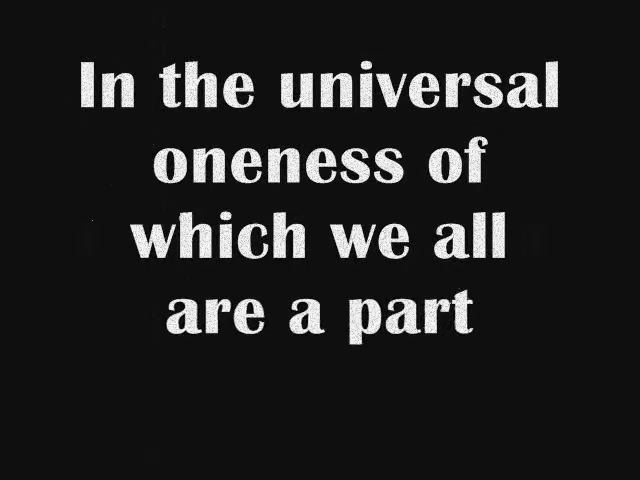 In the universal
oneness of
which we all
are a part